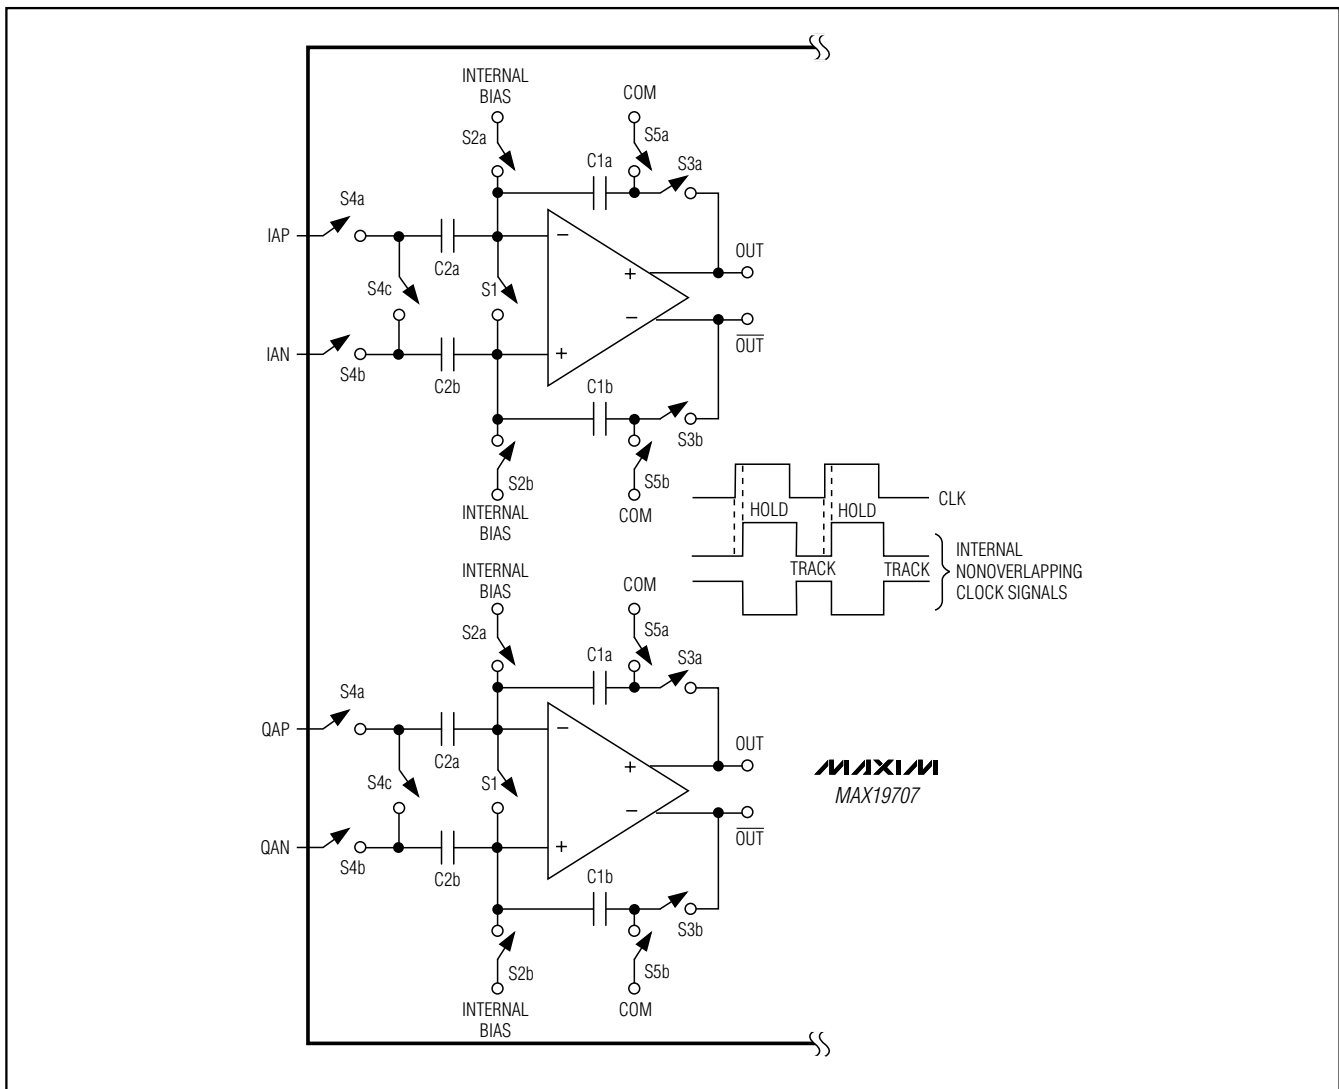 INTERNAL
BIAS
COM
S2a
S5a
C1a
S3a
S4a
IAP
−
C2a
+
OUT
S4c
S1
−
OUT
IAN
+
S4b
C2b
C1b
S3b
S2b
S5b
INTERNAL
BIAS
COM
CLK
HOLD
HOLD
TRACK
TRACK
INTERNAL
NONOVERLAPPING
CLOCK SIGNALS
INTERNAL
BIAS
COM
S2a
S5a
C1a
S3a
S4a
QAP
−
C2a
+
OUT
S4c
S1
−
OUT
QAN
+
S4b
C2b
C1b
S3b
S2b
S5b
INTERNAL
BIAS
COM
MAXIM
MAX19707